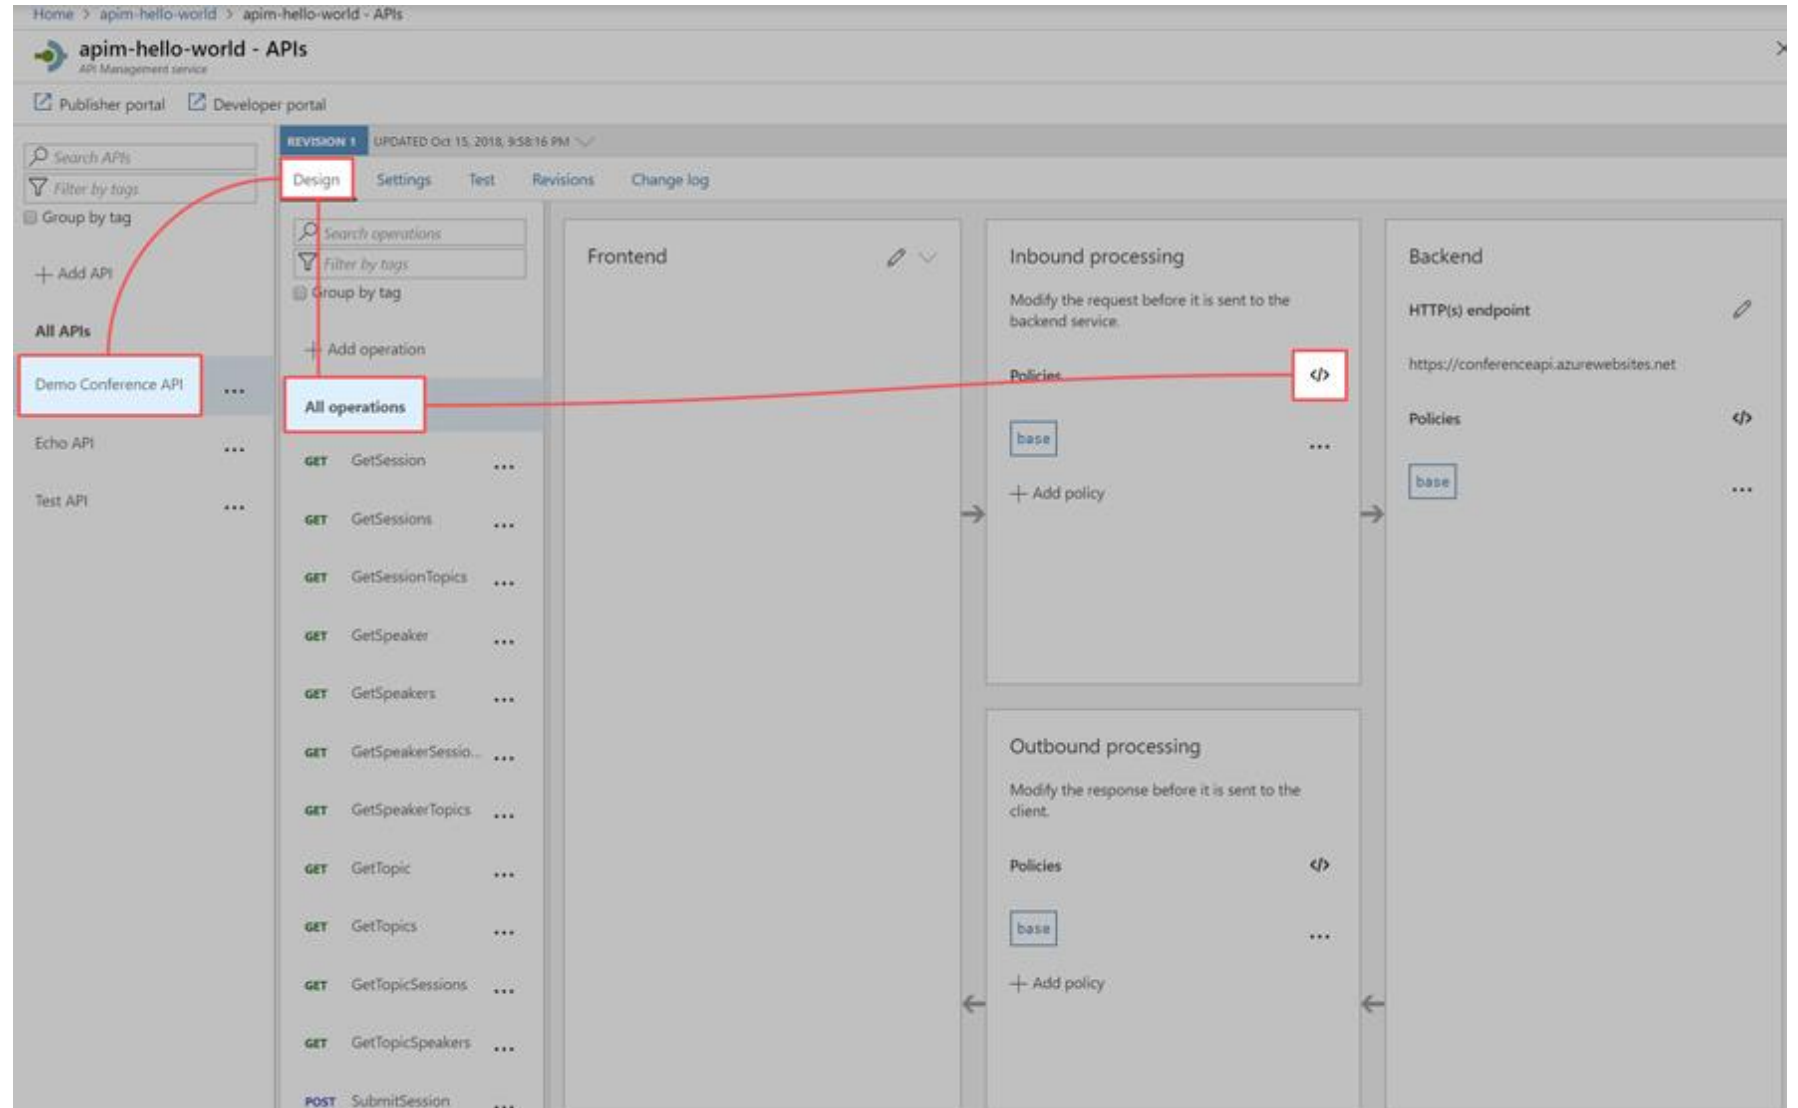 Home > apim-hello-world > apim-hello-world - APIs
apim-hello-world - APIs
API Management service
Publisher portal
Developer portal
Search APIs
Filter by tags
Group by tag
+ Add API
All APIs
Demo Conference API ...
Echo API ...
Test API ...
REVISION 1 UPDATED Oct 15, 2018, 9:58:16 PM
Design Settings Test Revisions Change log
Search operations
Filter by tags
Group by tag
+ Add operation
All operations
GET GetSession ...
GET GetSessions ...
GET GetSessionTopics ...
GET GetSpeaker ...
GET GetSpeakers ...
GET GetSpeakerSessio... ...
GET GetSpeakerTopics ...
GET GetTopic ...
GET GetTopics ...
GET GetTopicSessions ...
GET GetTopicSpeakers ...
POST SubmitSession ...
Frontend
Inbound processing
Modify the request before it is sent to the
backend service.
Policies </>
base ...
+ Add policy
Outbound processing
Modify the response before it is sent to the
client.
Policies </>
base ...
+ Add policy
Backend
HTTP(s) endpoint
https://conferenceapi.azurewebsites.net
Policies </>
base ...